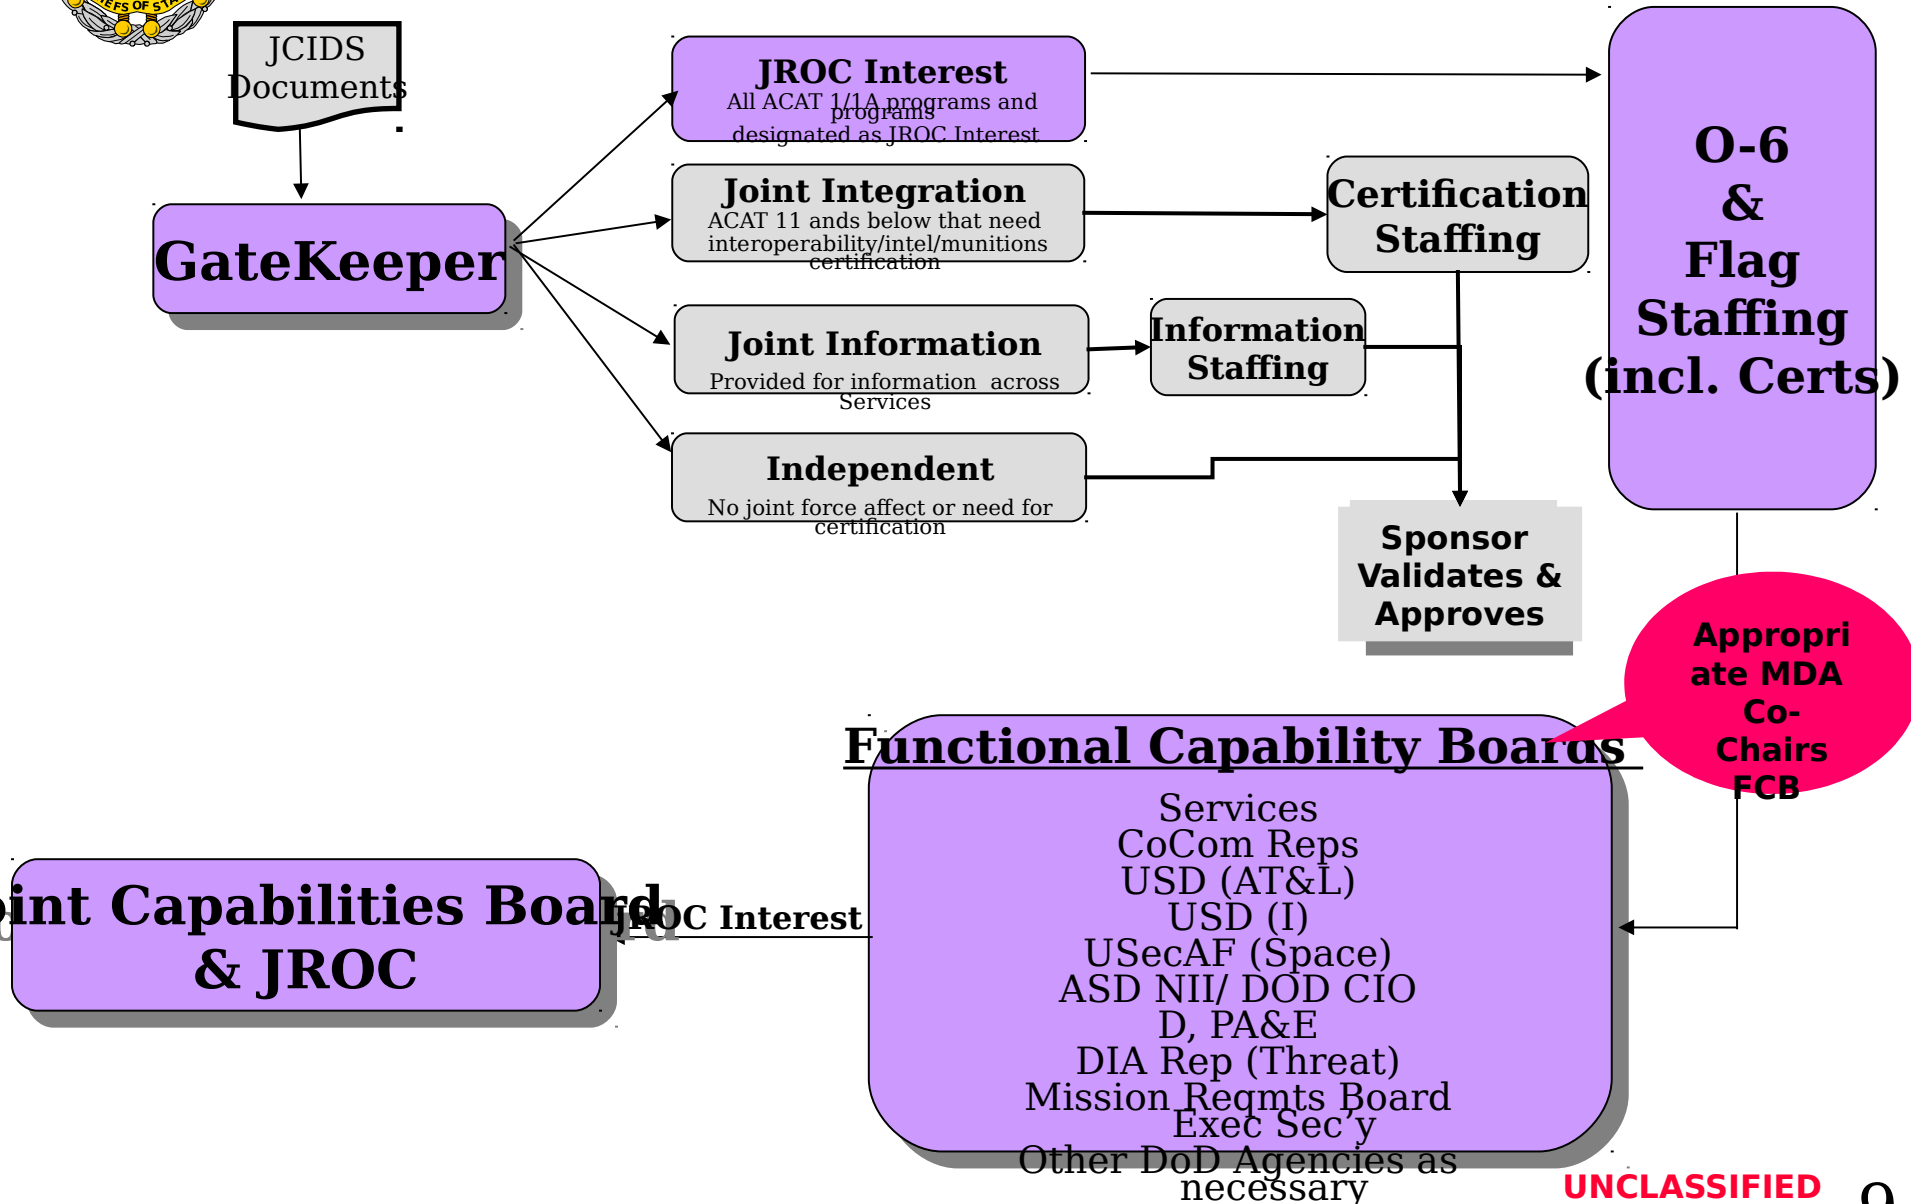 EFS OF STA
JCIDS
Documents
JROC Interest
All ACAT 1/1A programs and
programs
designated as JROC Interest
Joint Integration
ACAT 11 ands below that need
interoperability/intel/munitions
certification
Certification
Staffing
O-6
&
Flag
Staffing
(incl. Certs)
GateKeeper
Joint Information
Provided for information  across
Services
Information
Staffing
Independent
No joint force affect or need for
certification
Sponsor
Validates &
Approves
Appropri
ate MDA
Co-
Chairs
FCB
Functional Capability Boards
Services
CoCom Reps
USD (AT&L)
USD (I)
USecAF (Space)
ASD NII/ DOD CIO
D, PA&E
DIA Rep (Threat)
Mission Reqmts Board
Exec Sec’y
Other DoD Agencies as
necessary
JROC Interest
oint Capabilities Board
& JROC
UNCLASSIFIED
9